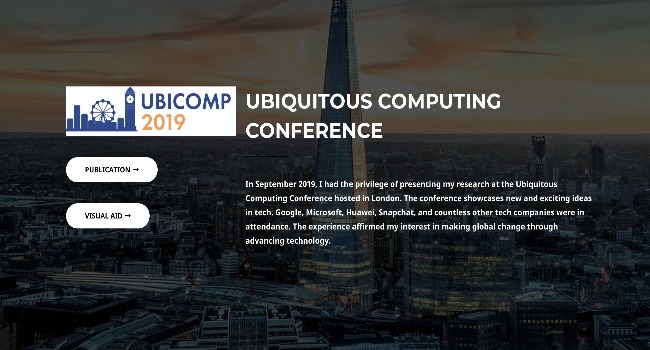 UBICOMP
2019
PUBLICATION →
VISUAL AID →
UBIQUITOUS COMPUTING
CONFERENCE
In September 2019, I had the privilege of presenting my research at the Ubiquitous
Computing Conference hosted in London. The conference showcases new and exciting ideas
in tech. Google, Microsoft, Huawei, Snapchat, and countless other tech companies were in
attendance. The experience affirmed my interest in making global change through
advancing technology.